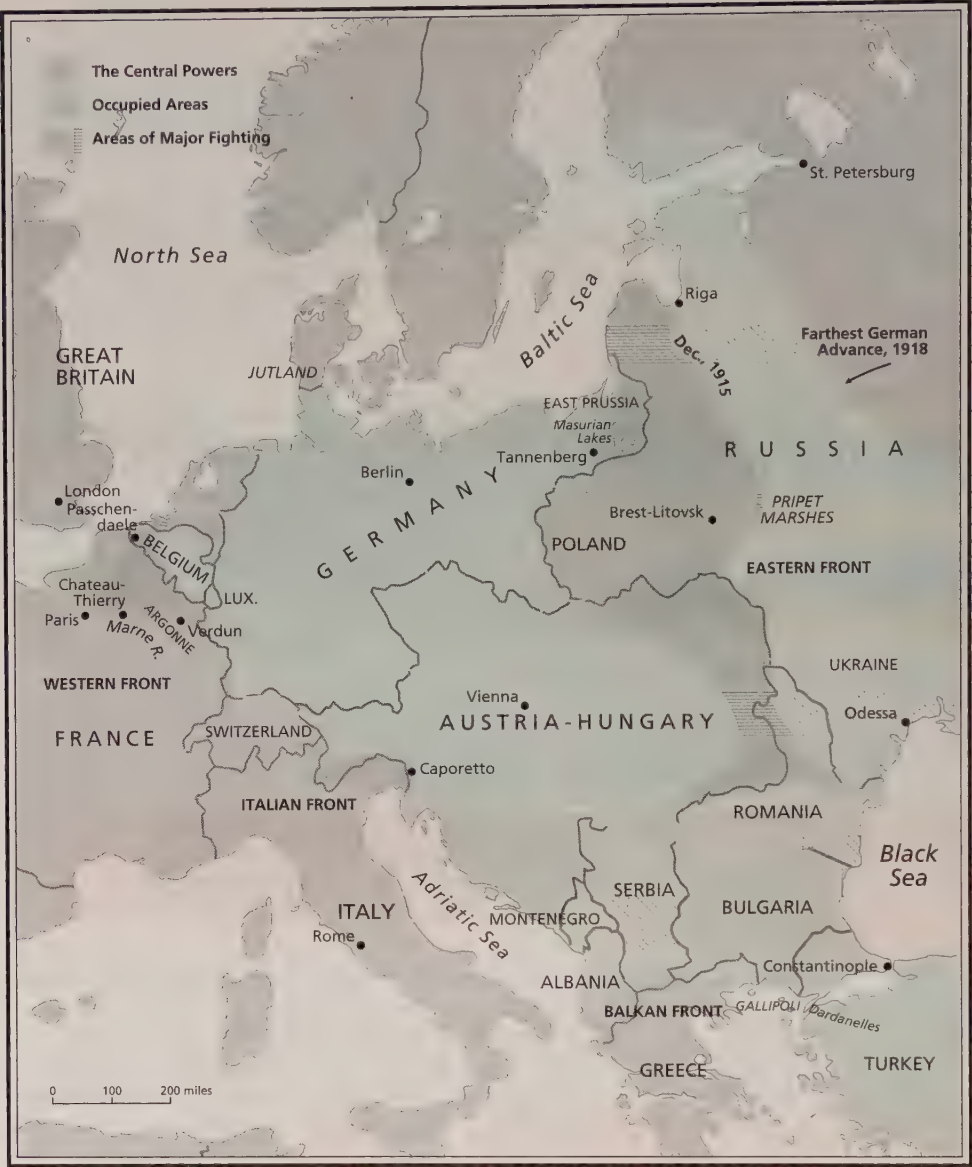 The Central Powers
Occupied Areas
Areas of Major Fighting
St. Petersburg
North Sea
Riga
Baltic Sea
Dec., 1915
Farthest German
Advance, 1918
GREAT
BRITAIN
JUTLAND
EAST PRUSSIA
Masurian
Lakes
Tannenberg
RUSSIA
Berlin
GERMANY
London
Passchen-
daele
BELGIUM
Brest-Litovsk
PRIPET
MARSHES
POLAND
EASTERN FRONT
Chateau-
Thierry
LUX.
Paris
Marne R.
ARGONNE
Verdun
WESTERN FRONT
UKRAINE
Vienna
AUSTRIA-HUNGARY
Odessa
FRANCE
SWITZERLAND
Caporetto
ITALIAN FRONT
ROMANIA
Black
Sea
Adriatic Sea
SERBIA
ITALY
MONTENEGRO
BULGARIA
Rome
Constantinople
ALBANIA
BALKAN FRONT
GALLIPOLI
Dardanelles
GREECE
TURKEY
0 100 200 miles